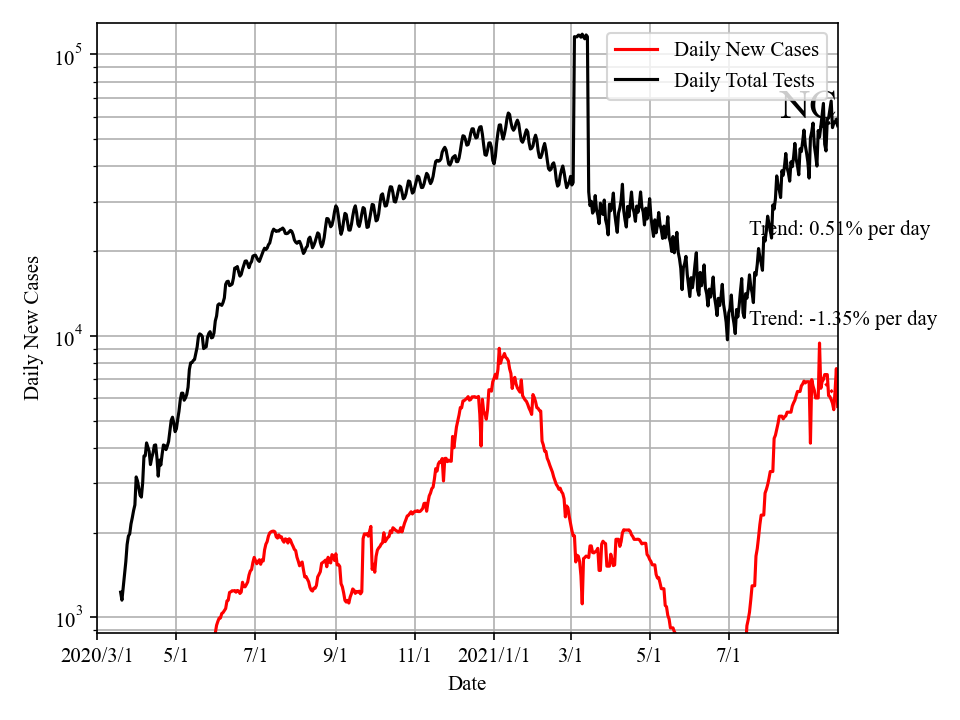 Daily New Cases
Daily Total Tests
NC
Trend: 0.51% per day
Trend: -1.35% per day
10^5
10^4
10^3
Daily New Cases
2020/3/1 5/1 7/1 9/1 11/1 2021/1/1 3/1 5/1 7/1
Date